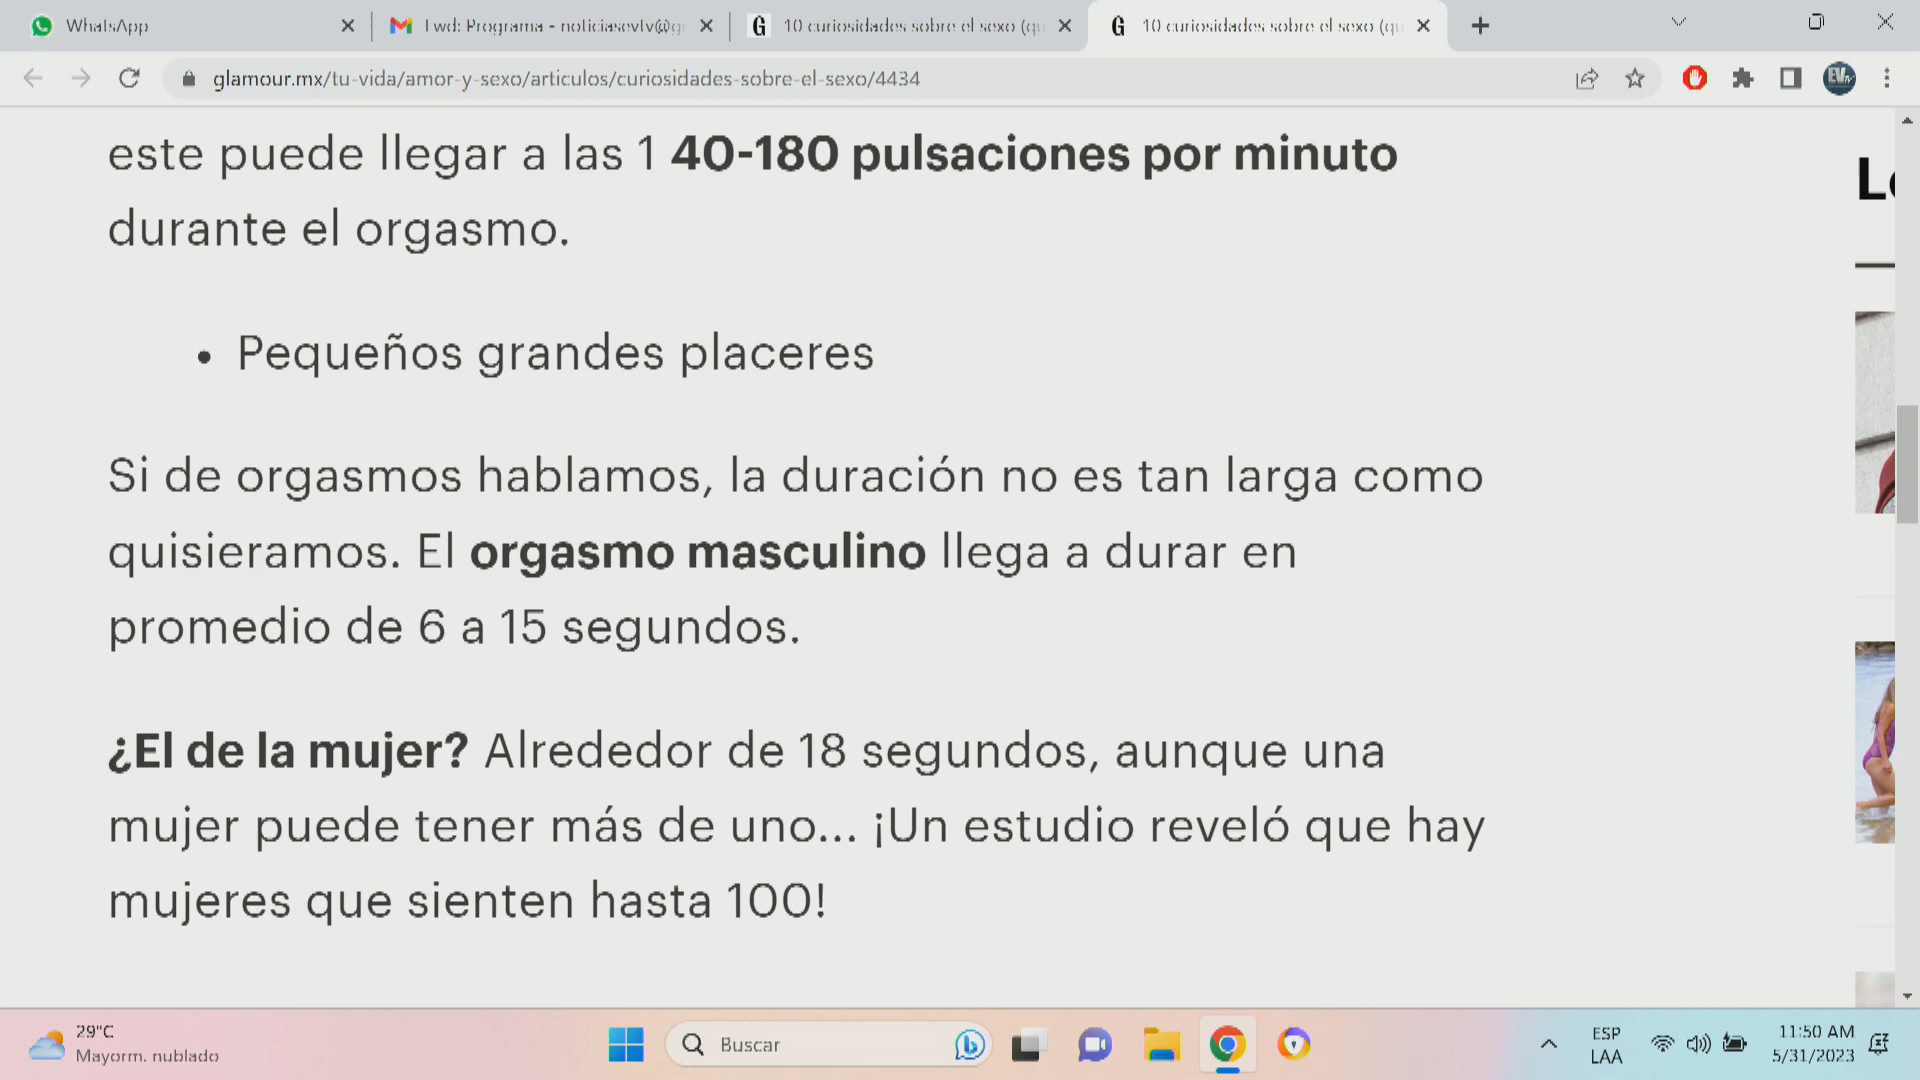 WhatsApp
Fwd: Programa - noticiasevtv@g
10 curiosidades sobre el sexo (qu
10 curiosidades sobre el sexo (qu
glamour.mx/tu-vida/amor-y-sexo/articulos/curiosidades-sobre-el-sexo/4434
EVtv
este puede llegar a las 1 40-180 pulsaciones por minuto
durante el orgasmo.
• Pequeños grandes placeres
Si de orgasmos hablamos, la duración no es tan larga como
quisieramos. El orgasmo masculino llega a durar en
promedio de 6 a 15 segundos.
¿El de la mujer? Alrededor de 18 segundos, aunque una
mujer puede tener más de uno... ¡Un estudio reveló que hay
mujeres que sienten hasta 100!
29°C
Mayorm. nublado
Buscar
ESP
LAA
11:50 AM
5/31/2023